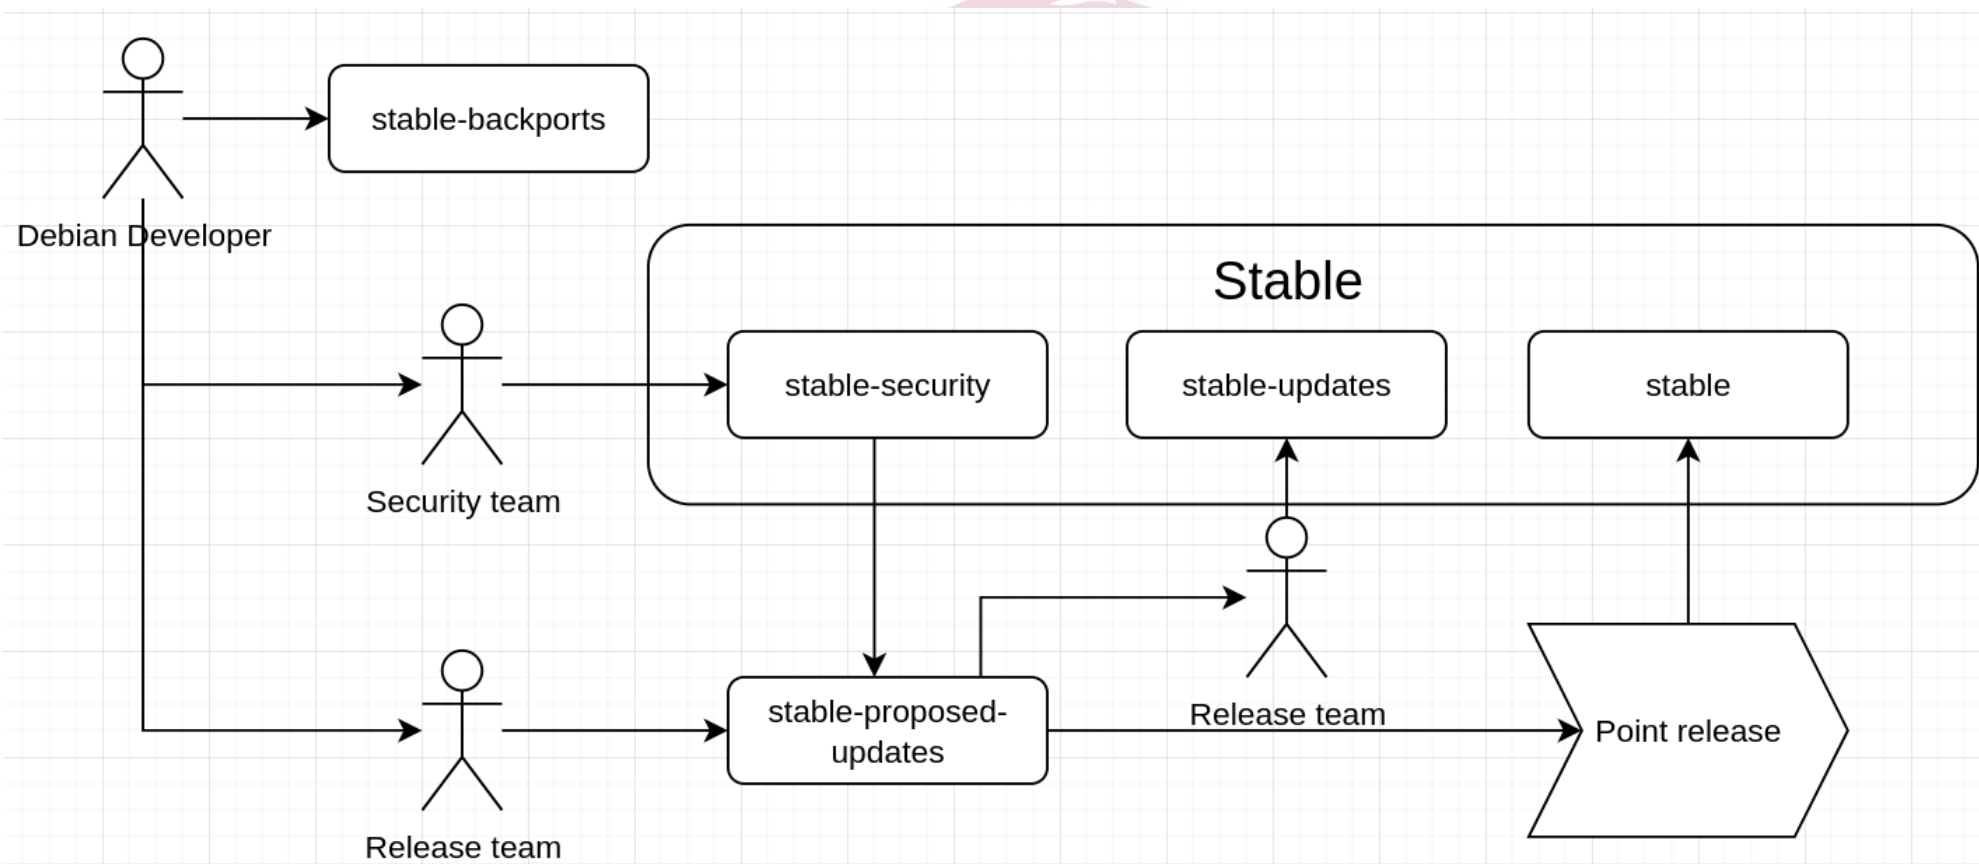 stable-backports
Debian Developer
Stable
stable-security
stable-updates
stable
Security team
stable-proposed-
updates
Release team
Point release
Release team